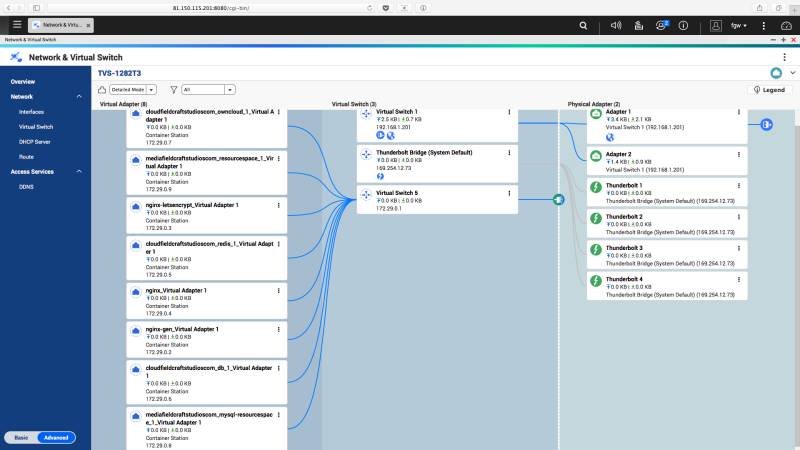 81.150.115.201:8080/cgi-bin/
Network & Virtu...
2
fgw
Network & Virtual Switch
Network & Virtual Switch
Overview
Network
Interfaces
Virtual Switch
DHCP Server
Route
Access Services
DDNS
Basic
Advanced
TVS-1282T3
Detailed Mode
All
Legend
Virtual Adapter (8)
cloudfieldcraftstudioscom_owncloud_1_Virtual A
dapter 1
0.0 KB | 0.0 KB
Container Station
172.29.0.7
mediafieldcraftstudioscom_resourcespace_1_Vir
tual Adapter 1
0.0 KB | 0.0 KB
Container Station
172.29.0.9
nginx-letsencrypt_Virtual Adapter 1
0.0 KB | 0.0 KB
Container Station
172.29.0.3
cloudfieldcraftstudioscom_redis_1_Virtual Adapt
er 1
0.0 KB | 0.0 KB
Container Station
172.29.0.5
nginx_Virtual Adapter 1
0.0 KB | 0.0 KB
Container Station
172.29.0.4
nginx-gen_Virtual Adapter 1
0.0 KB | 0.0 KB
Container Station
172.29.0.2
cloudfieldcraftstudioscom_db_1_Virtual Adapter
1
0.0 KB | 0.0 KB
Container Station
172.29.0.6
mediafieldcraftstudioscom_mysql-resourcespac
e_1_Virtual Adapter 1
0.0 KB | 0.0 KB
Container Station
172.29.0.8
Virtual Switch (3)
Virtual Switch 1
2.5 KB | 0.7 KB
192.168.1.201
Thunderbolt Bridge (System Default)
0.0 KB | 0.0 KB
169.254.12.73
Virtual Switch 5
0.0 KB | 0.0 KB
172.29.0.1
Physical Adapter (2)
Adapter 1
3.4 KB | 2.1 KB
Virtual Switch 1 (192.168.1.201)
Adapter 2
1.4 KB | 0.9 KB
Virtual Switch 1 (192.168.1.201)
Thunderbolt 1
0.0 KB | 0.0 KB
Thunderbolt Bridge (System Default) (169.254.12.73)
Thunderbolt 2
0.0 KB | 0.0 KB
Thunderbolt Bridge (System Default) (169.254.12.73)
Thunderbolt 3
0.0 KB | 0.0 KB
Thunderbolt Bridge (System Default) (169.254.12.73)
Thunderbolt 4
0.0 KB | 0.0 KB
Thunderbolt Bridge (System Default) (169.254.12.73)